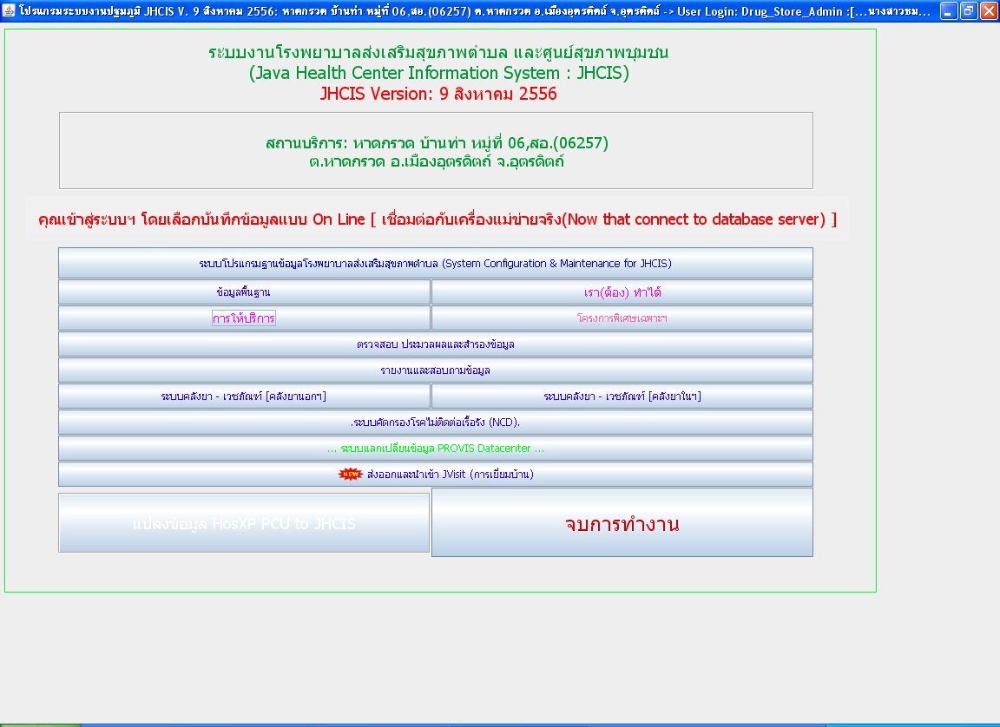 โปรแกรมระบบงานปฐมภูมิ JHCIS V. 9 สิงหาคม 2556: หาดกรวด บ้านท่า หมู่ที่ 06,สอ.(06257) ต.หาดกรวด อ.เมืองอุตรดิตถ์ จ.อุตรดิตถ์ -> User Login: Drug_Store_Admin :[...นางสาวชม...
ระบบงานโรงพยาบาลส่งเสริมสุขภาพตำบล และศูนย์สุขภาพชุมชน
(Java Health Center Information System : JHCIS)
JHCIS Version: 9 สิงหาคม 2556
สถานบริการ: หาดกรวด บ้านท่า หมู่ที่ 06,สอ.(06257)
ต.หาดกรวด อ.เมืองอุตรดิตถ์ จ.อุตรดิตถ์
คุณเข้าสู่ระบบฯ โดยเลือกบันทึกข้อมูลแบบ On Line [ เชื่อมต่อกับเครื่องแม่ข่ายจริง(Now that connect to database server) ]
ระบบโปรแกรมฐานข้อมูลโรงพยาบาลส่งเสริมสุขภาพตำบล (System Configuration & Maintenance for JHCIS)
ข้อมูลพื้นฐาน
เรา(ต้อง) ทำได้
การให้บริการ
โครงการพิเศษเฉพาะฯ
ตรวจสอบ ประมวลผลและสำรองข้อมูล
รายงานและสอบถามข้อมูล
ระบบคลังยา - เวชภัณฑ์ [คลังยานอกฯ]
ระบบคลังยา - เวชภัณฑ์ [คลังยาในฯ]
.ระบบคัดกรองโรคไม่ติดต่อเรื้อรัง (NCD).
... ระบบแลกเปลี่ยนข้อมูล PROVIS Datacenter ...
NEW ส่งออกและนำเข้า JVisit (การเยี่ยมบ้าน)
แปลงข้อมูล HosXP PCU to JHCIS
จบการทำงาน